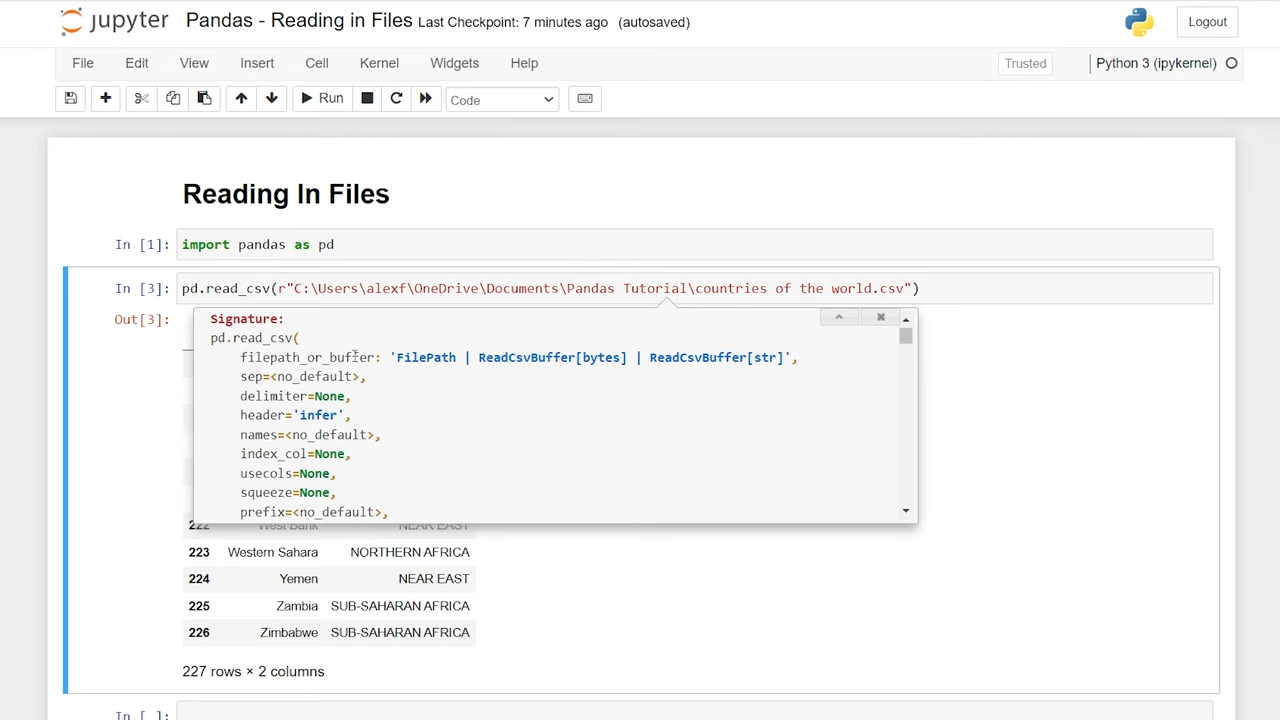 jupyter Pandas - Reading in Files Last Checkpoint: 7 minutes ago (autosaved) Logout
File Edit View Insert Cell Kernel Widgets Help Trusted Python 3 (ipykernel)
Run Code
Reading In Files
In [1]: import pandas as pd
In [3]: pd.read_csv(r"C:\Users\alexf\OneDrive\Documents\Pandas Tutorial\countries of the world.csv")
Out[3]: Signature:
pd.read_csv(
filepath_or_buffer: 'FilePath | ReadCsvBuffer[bytes] | ReadCsvBuffer[str]',
sep=<no_default>,
delimiter=None,
header='infer',
names=<no_default>,
index_col=None,
usecols=None,
squeeze=None,
prefix=<no_default>,
222 West Bank NEAR EAST
223 Western Sahara NORTHERN AFRICA
224 Yemen NEAR EAST
225 Zambia SUB-SAHARAN AFRICA
226 Zimbabwe SUB-SAHARAN AFRICA
227 rows × 2 columns
In [ ]: